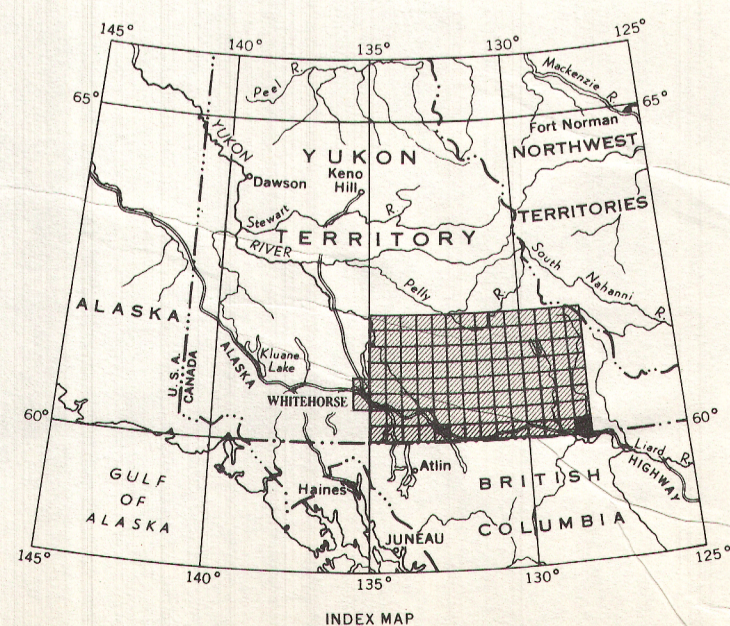 145°
140°
135°
130°
125°
65°
Peel R.
Mackenzie R.
65°
Fort Norman
YUKON
YUKON
NORTHWEST
Keno
Hill
Dawson
TERRITORIES
Stewart R.
TERRITORY
RIVER
South Nahanni R.
Pelly R.
ALASKA
U.S.A.
CANADA
ALASKA
Kluane
Lake
WHITEHORSE
60°
60°
Atlin
Liard R.
HIGHWAY
BRITISH
GULF
OF
ALASKA
Haines
COLUMBIA
JUNEAU
145°
140°
135°
130°
125°
INDEX MAP